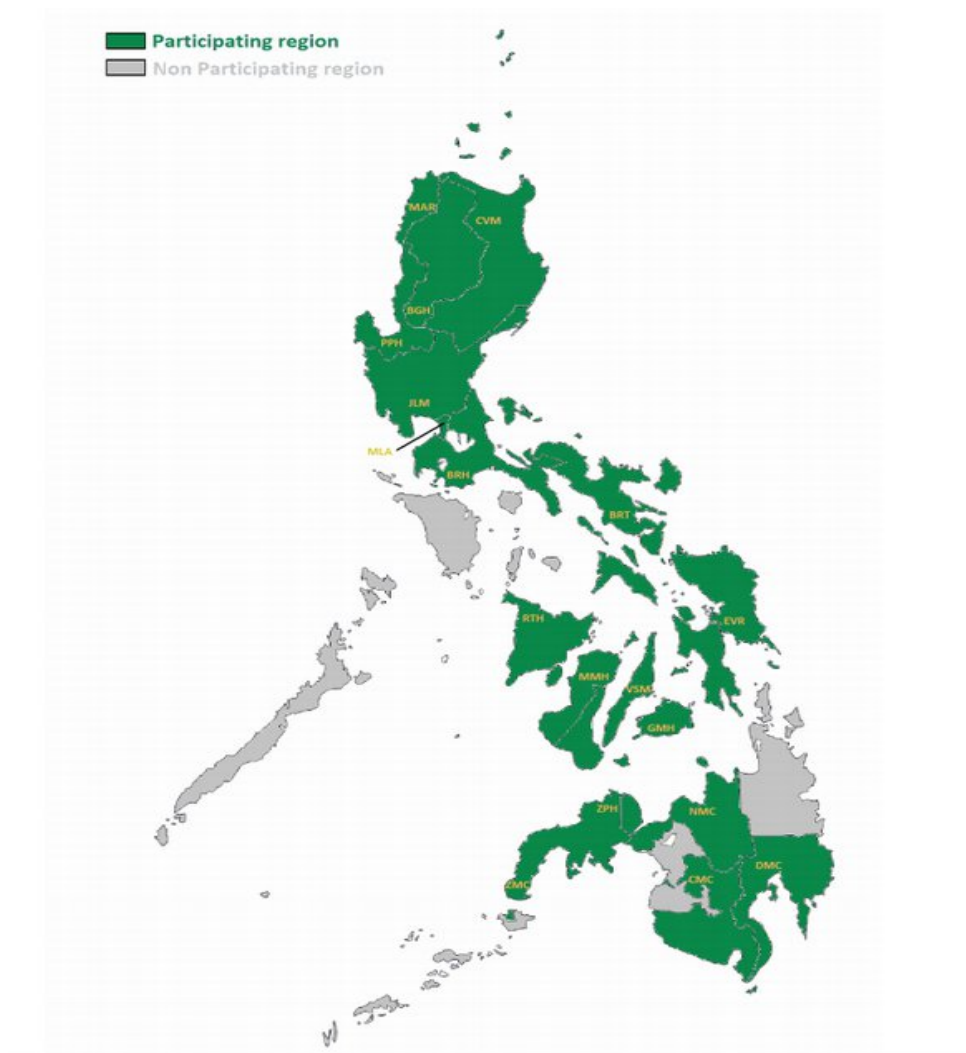 Participating region
Non Participating region
MAR
CVM
BGH
PPH
JLM
MLA
BRH
BRT
RTH
EVR
MMH
VSM
GMH
ZPH
NMC
DMC
CMC
ZMC